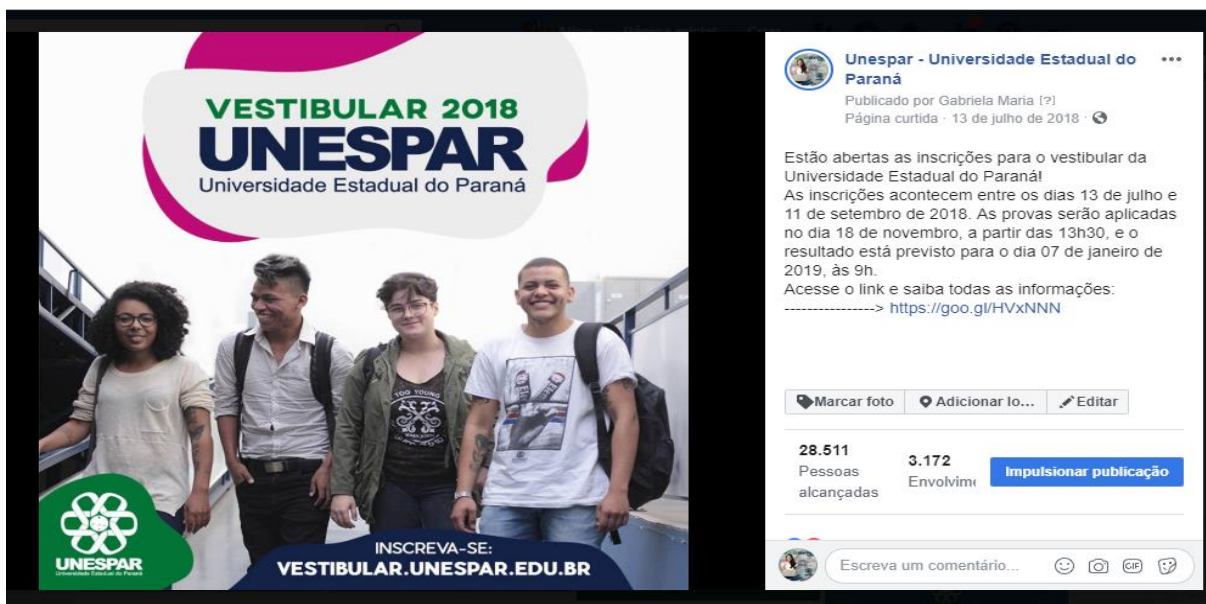 VESTIBULAR 2018
UNESPAR
Universidade Estadual do Paraná
TOO YOUNG
UNESPAR
Universidade Estadual do Paraná
INSCREVA-SE:
VESTIBULAR.UNESPAR.EDU.BR
Unespar - Universidade Estadual do
Paraná
Publicado por Gabriela Maria [?]
Página curtida · 13 de julho de 2018 ·
Estão abertas as inscrições para o vestibular da
Universidade Estadual do Paraná!
As inscrições acontecem entre os dias 13 de julho e
11 de setembro de 2018. As provas serão aplicadas
no dia 18 de novembro, a partir das 13h30, e o
resultado está previsto para o dia 07 de janeiro de
2019, às 9h.
Acesse o link e saiba todas as informações:
----------------> https://goo.gl/HVxNNN
Marcar foto
Adicionar lo...
Editar
28.511
Pessoas
alcançadas
3.172
Envolvime
Impulsionar publicação
Escreva um comentário...
GIF